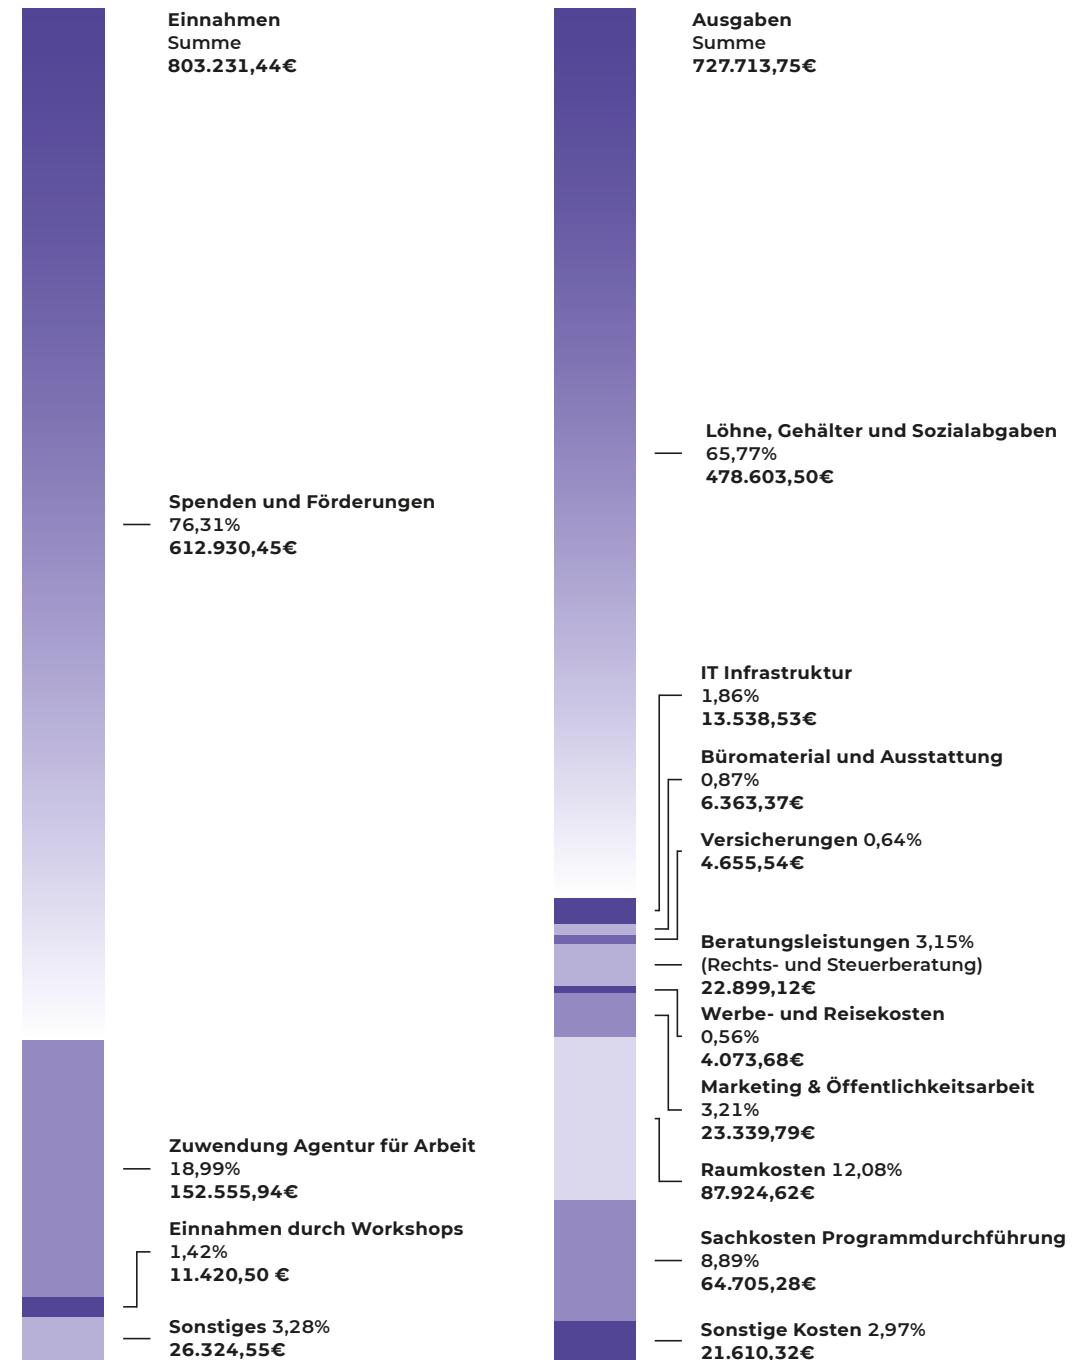 Einnahmen
Summe
803.231,44€
Spenden und Förderungen
76,31%
612.930,45€
Zuwendung Agentur für Arbeit
18,99%
152.555,94€
Einnahmen durch Workshops
1,42%
11.420,50 €
Sonstiges 3,28%
26.324,55€
Ausgaben
Summe
727.713,75€
Löhne, Gehälter und Sozialabgaben
65,77%
478.603,50€
IT Infrastruktur
1,86%
13.538,53€
Büromaterial und Ausstattung
0,87%
6.363,37€
Versicherungen 0,64%
4.655,54€
Beratungsleistungen 3,15%
(Rechts- und Steuerberatung)
22.899,12€
Werbe- und Reisekosten
0,56%
4.073,68€
Marketing & Öffentlichkeitsarbeit
3,21%
23.339,79€
Raumkosten 12,08%
87.924,62€
Sachkosten Programmdurchführung
8,89%
64.705,28€
Sonstige Kosten 2,97%
21.610,32€